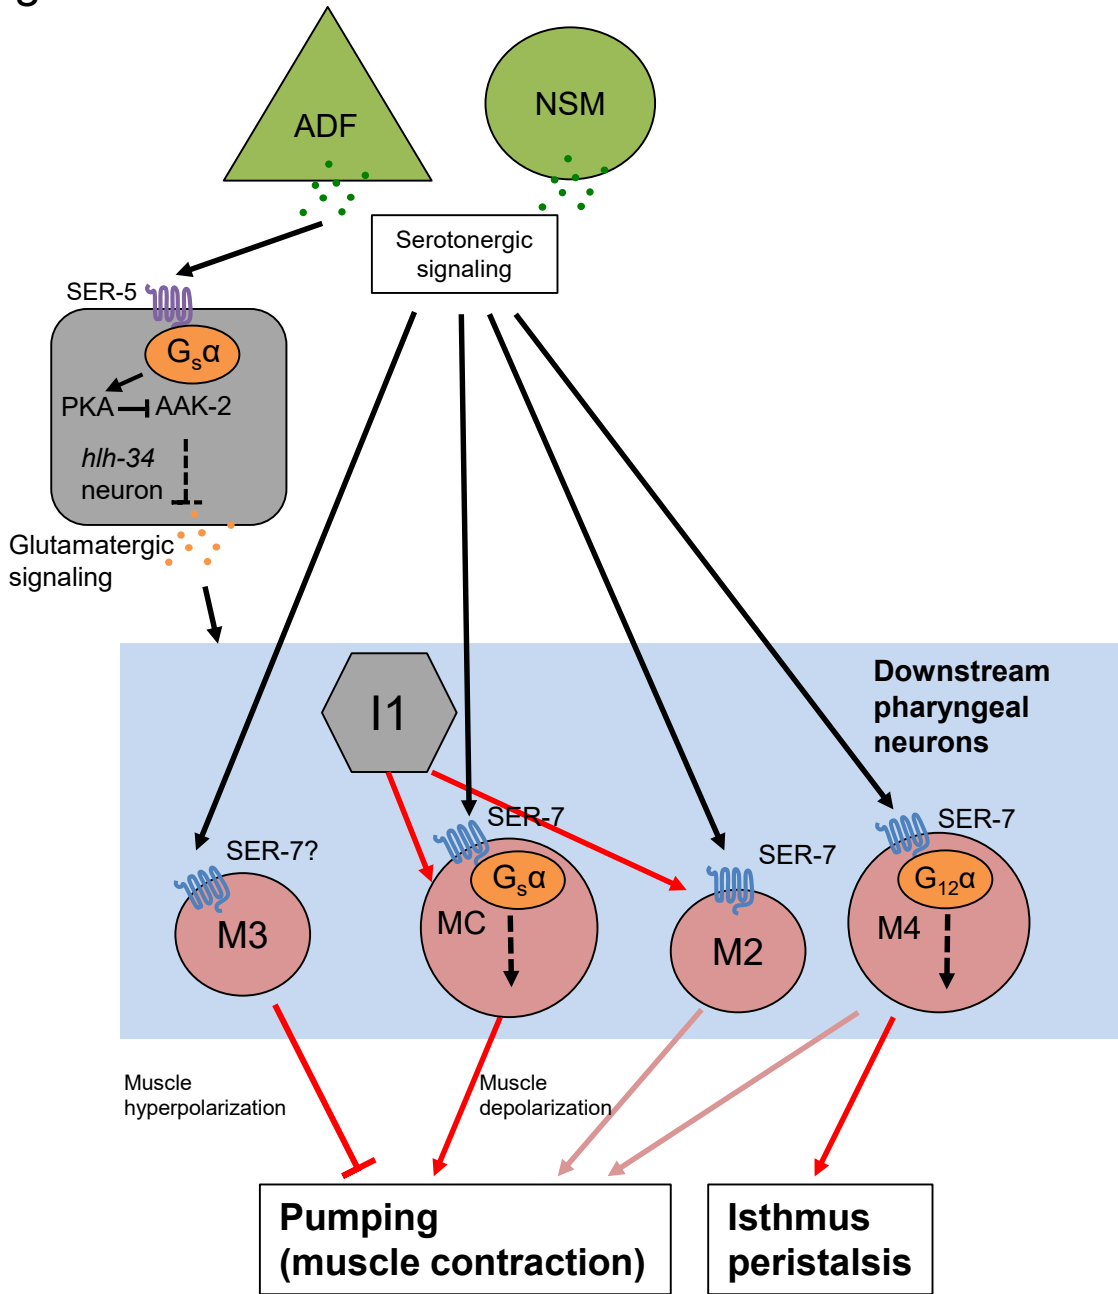 g
ADF
NSM
Serotonergic
signaling
SER-5
Gsα
PKA
AAK-2
hlh-34
neuron
Glutamatergic
signaling
Downstream
pharyngeal
neurons
I1
SER-7?
SER-7
SER-7
SER-7
M3
MC
Gsα
M2
M4
G12α
Muscle
hyperpolarization
Muscle
depolarization
Pumping
(muscle contraction)
Isthmus
peristalsis